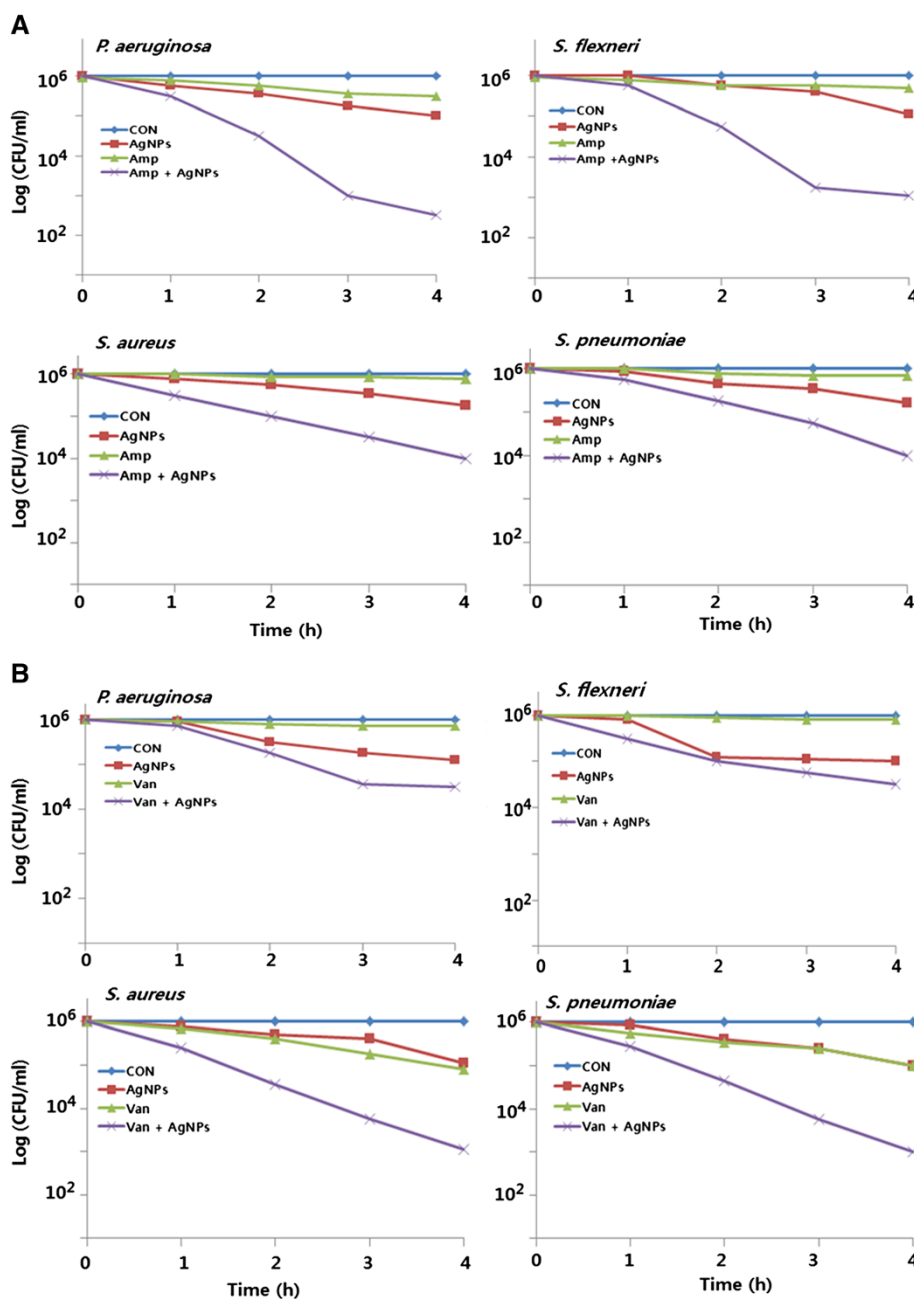 A
P. aeruginosa
Log (CFU/ml)
10^6
10^4
10^2
CON
AgNPs
Amp
Amp + AgNPs
0 1 2 3 4
S. flexneri
10^6
10^4
10^2
CON
AgNPs
Amp
Amp +AgNPs
0 1 2 3 4
S. aureus
Log (CFU/ml)
10^6
10^4
10^2
CON
AgNPs
Amp
Amp + AgNPs
0 1 2 3 4
Time (h)
S. pneumoniae
10^6
10^4
10^2
CON
AgNPs
Amp
Amp + AgNPs
0 1 2 3 4
Time (h)
B
P. aeruginosa
Log (CFU/ml)
10^6
10^4
10^2
CON
AgNPs
Van
Van + AgNPs
0 1 2 3 4
S. flexneri
10^6
10^4
10^2
CON
AgNPs
Van
Van + AgNPs
0 1 2 3 4
S. aureus
Log (CFU/ml)
10^6
10^4
10^2
CON
AgNPs
Van
Van + AgNPs
0 1 2 3 4
Time (h)
S. pneumoniae
10^6
10^4
10^2
CON
AgNPs
Van
Van + AgNPs
0 1 2 3 4
Time (h)